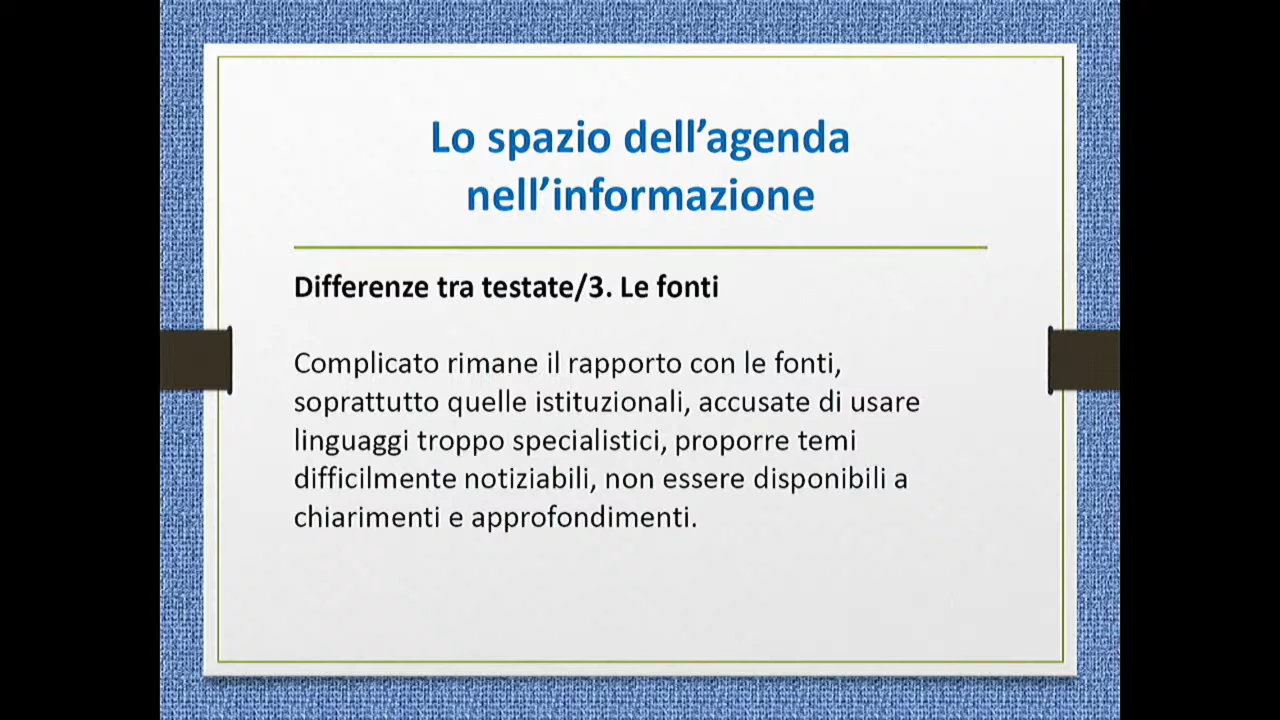 Lo spazio dell’agenda
nell’informazione
Differenze tra testate/3. Le fonti
Complicato rimane il rapporto con le fonti,
soprattutto quelle istituzionali, accusate di usare
linguaggi troppo specialistici, proporre temi
difficilmente notiziabili, non essere disponibili a
chiarimenti e approfondimenti.